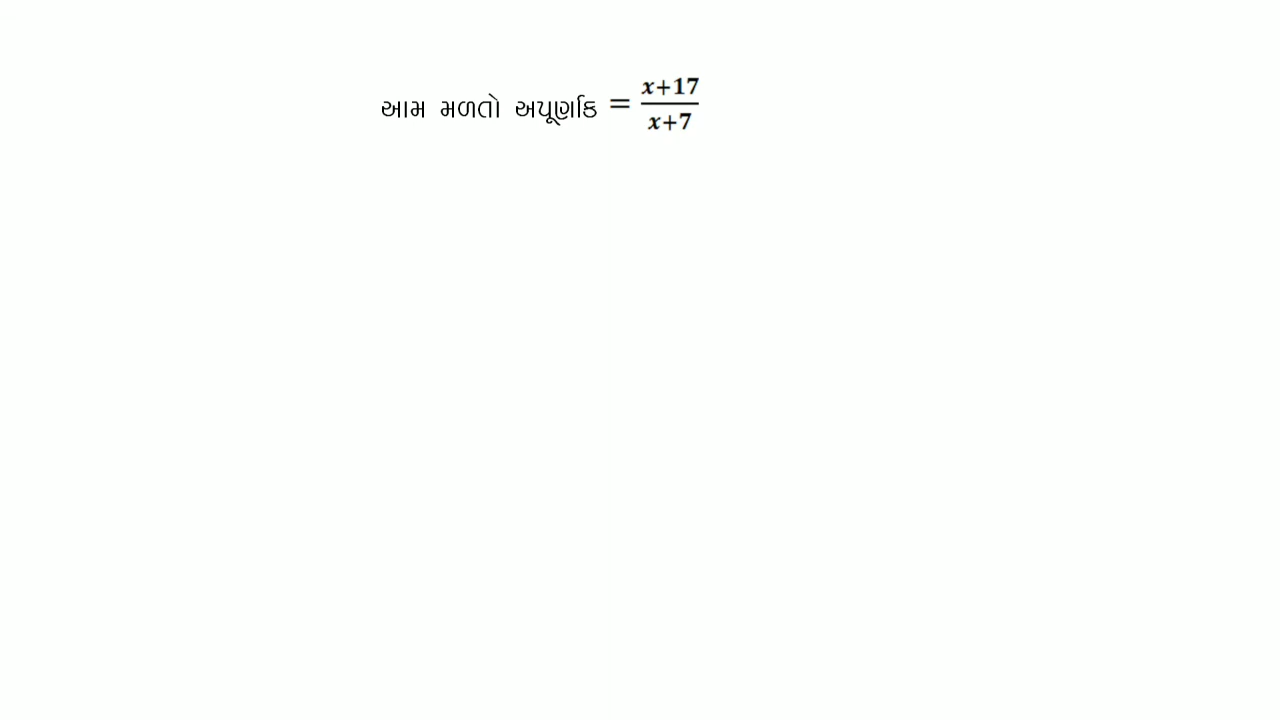 આમ મળતો અપૂર્ણાંક = (x+17)/(x+7)